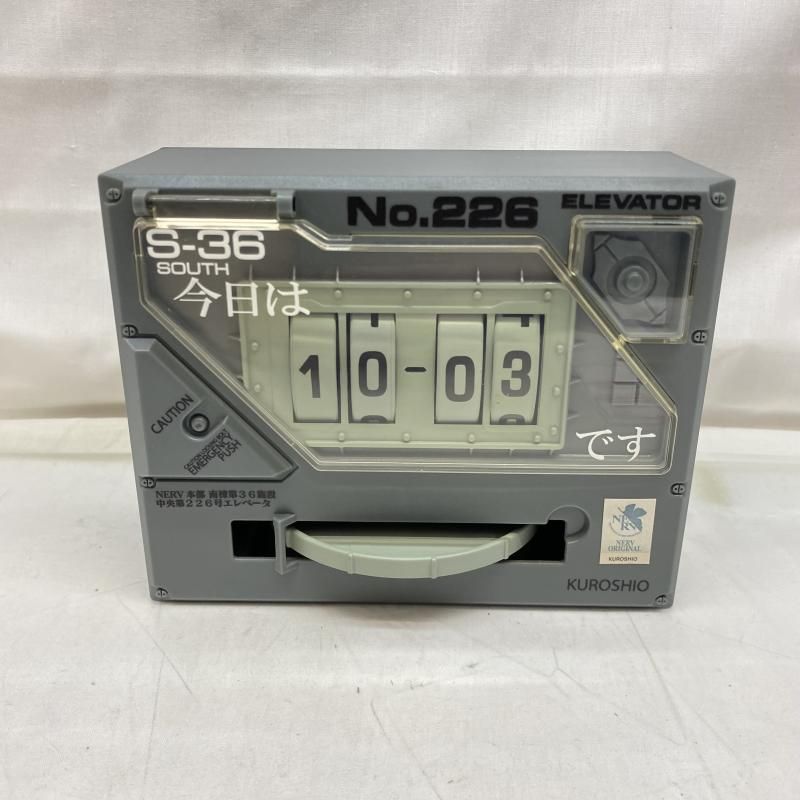 No.226
ELEVATOR
S-36
SOUTH
今日は
10-03
です
CAUTION
EMERGENCY
PUSH
NERV 本部 南棟第36施設
中央第226号エレベータ
NERV
NERV
ORIGINAL
KUROSHIO
KUROSHIO